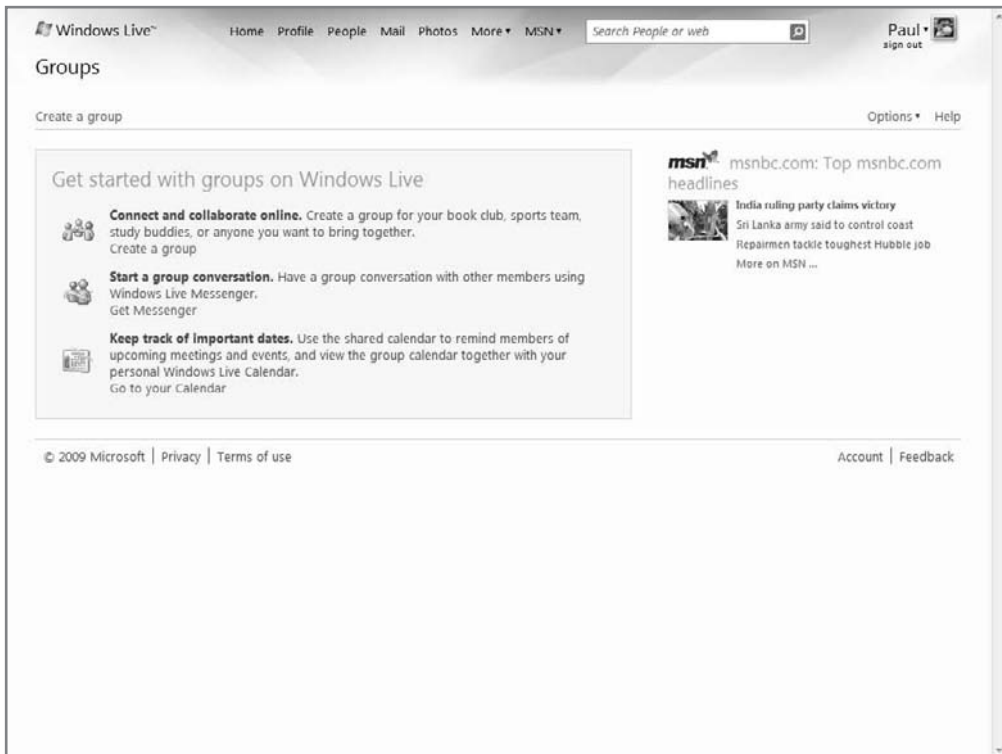 Windows Live™ Home Profile People Mail Photos More ▾ MSN ▾ Search People or web Paul ▾
sign out
Groups
Create a group Options ▾ Help
Get started with groups on Windows Live
Connect and collaborate online. Create a group for your book club, sports team,
study buddies, or anyone you want to bring together.
Create a group
Start a group conversation. Have a group conversation with other members using
Windows Live Messenger.
Get Messenger
Keep track of important dates. Use the shared calendar to remind members of
upcoming meetings and events, and view the group calendar together with your
personal Windows Live Calendar.
Go to your Calendar
msn msnbc.com: Top msnbc.com
headlines
India ruling party claims victory
Sri Lanka army said to control coast
Repairmen tackle toughest Hubble job
More on MSN ...
© 2009 Microsoft | Privacy | Terms of use Account | Feedback